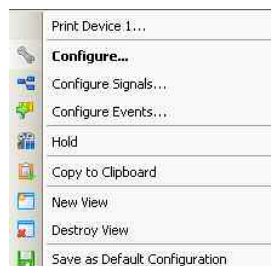 Print Device 1...
Configure...
Configure Signals...
Configure Events...
Hold
Copy to Clipboard
New View
Destroy View
Save as Default Configuration